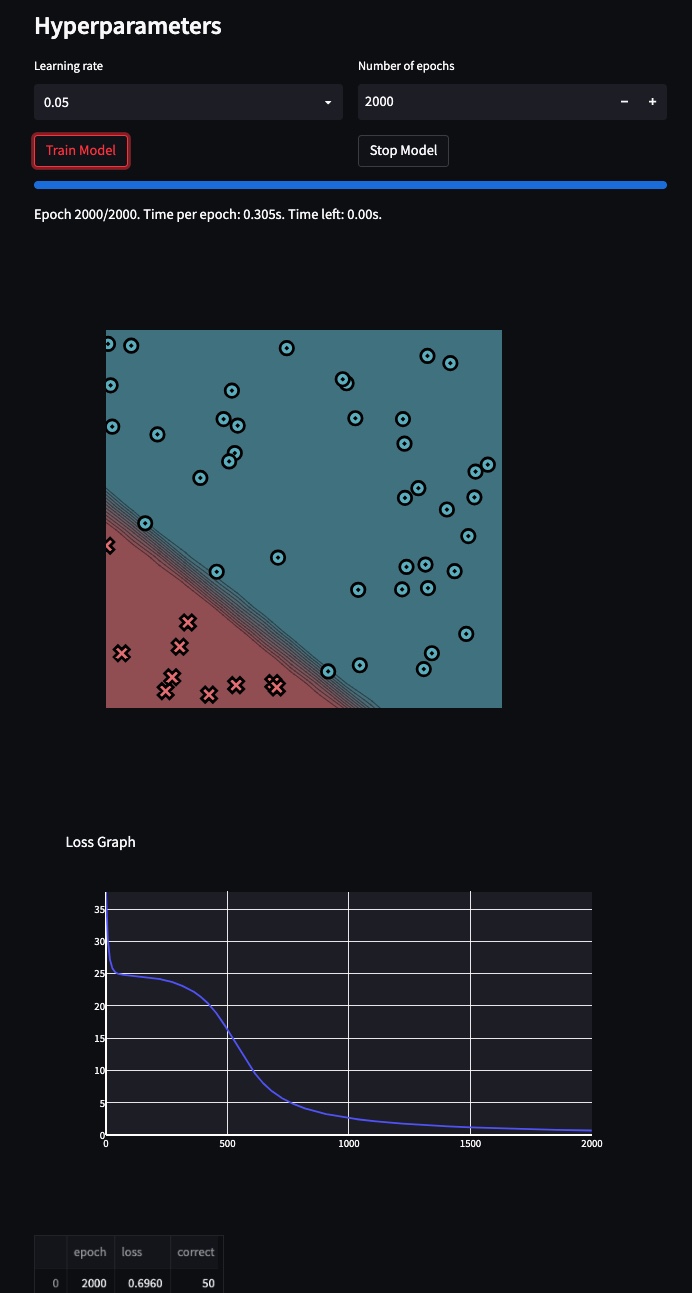 Hyperparameters
Learning rate
Number of epochs
0.05
2000
− +
Train Model
Stop Model
Epoch 2000/2000. Time per epoch: 0.305s. Time left: 0.00s.
Loss Graph
35
30
25
20
15
10
5
0
0 500 1000 1500 2000
epoch loss correct
0 2000 0.6960 50